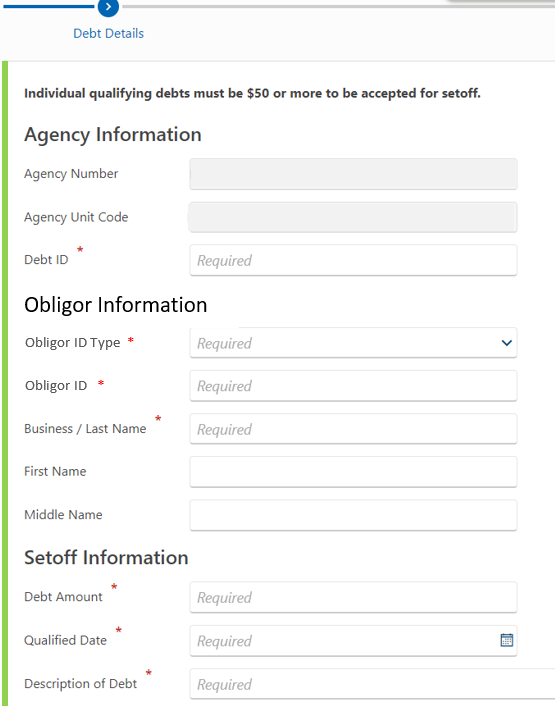 Debt Details
Individual qualifying debts must be $50 or more to be accepted for setoff.
Agency Information
Agency Number
Agency Unit Code
Debt ID * Required
Obligor Information
Obligor ID Type * Required
Obligor ID * Required
Business / Last Name * Required
First Name
Middle Name
Setoff Information
Debt Amount * Required
Qualified Date * Required
Description of Debt * Required